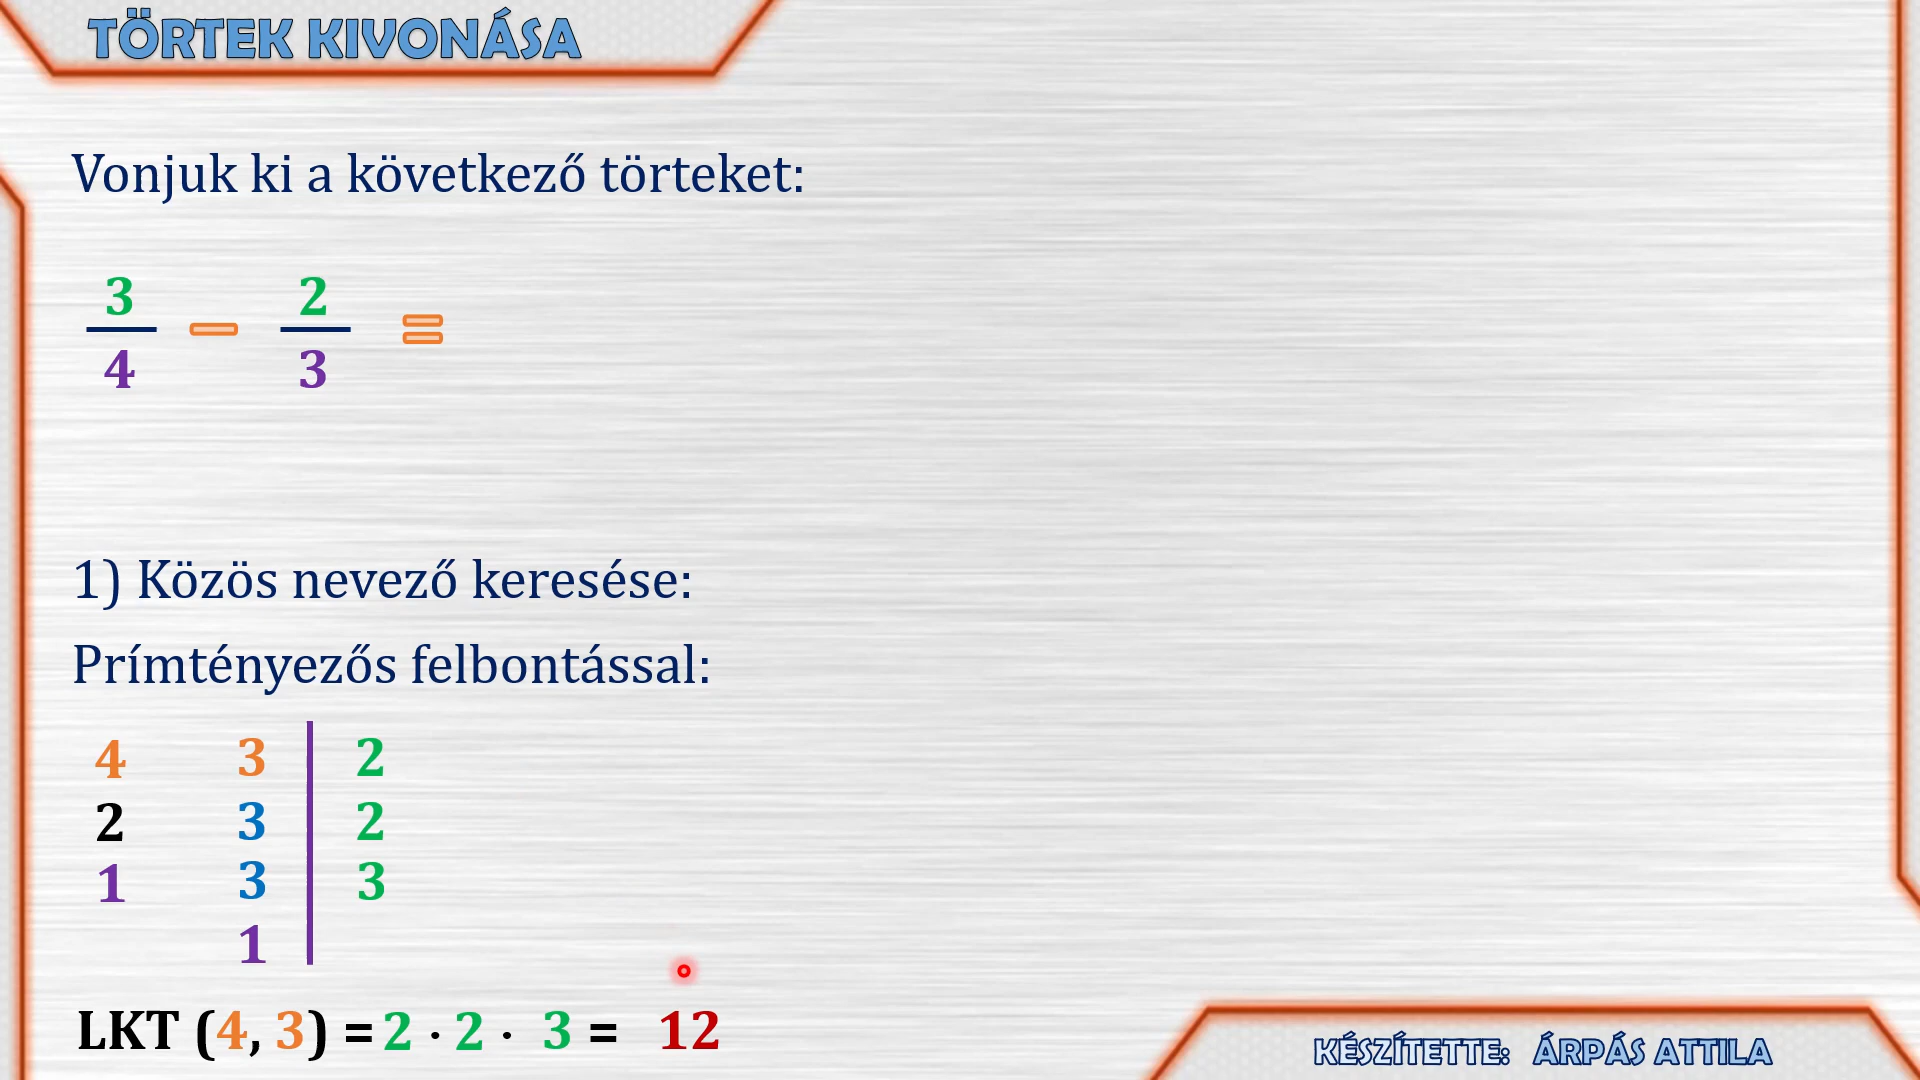 TÖRTEK KIVONÁSA
Vonjuk ki a következő törteket:
3 2
− =
4 3
1) Közös nevező keresése:
Prímtényezős felbontással:
4 3 2
2 3 2
1 3 3
1
LKT (4, 3) = 2 · 2 · 3 = 12
KÉSZÍTETTE: ÁRPÁS ATTILA